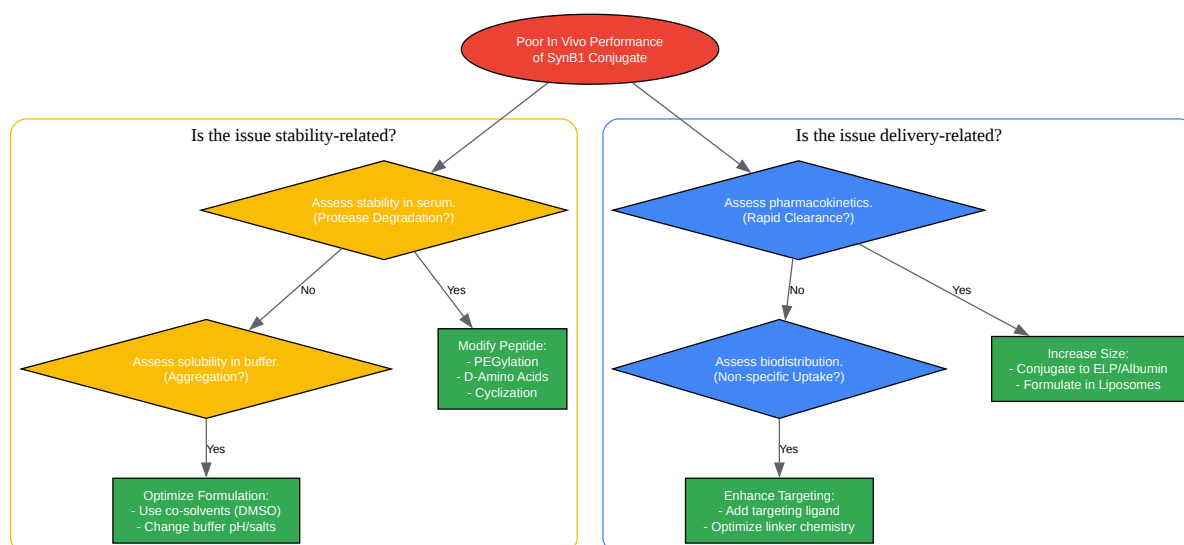 Poor In Vivo Performance
of SynB1 Conjugate
Is the issue stability-related?
Is the issue delivery-related?
Assess stability in serum.
(Protease Degradation?)
Assess pharmacokinetics.
(Rapid Clearance?)
No
Yes
No
Yes
Assess solubility in buffer.
(Aggregation?)
Modify Peptide:
- PEGylation
- D-Amino Acids
- Cyclization
Assess biodistribution.
(Non-specific Uptake?)
Increase Size:
- Conjugate to ELP/Albumin
- Formulate in Liposomes
Yes
Yes
Optimize Formulation:
- Use co-solvents (DMSO)
- Change buffer pH/salts
Enhance Targeting:
- Add targeting ligand
- Optimize linker chemistry